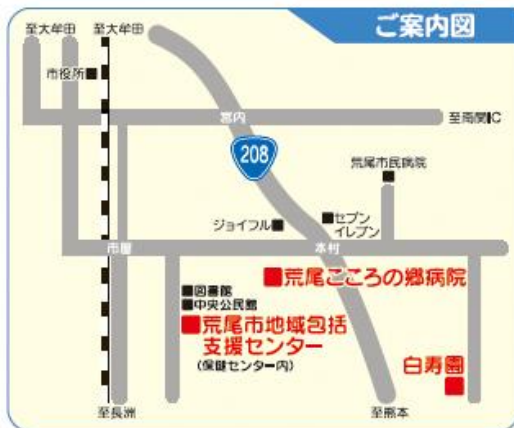 ご案内図
至大牟田 至大牟田
市役所
宮内
至南関IC
208
荒尾市民病院
ジョイフル
セブン
イレブン
市屋
本村
荒尾こころの郷病院
図書館
中央公民館
荒尾市地域包括
支援センター
(保健センター内)
白寿園
至長洲
至熊本